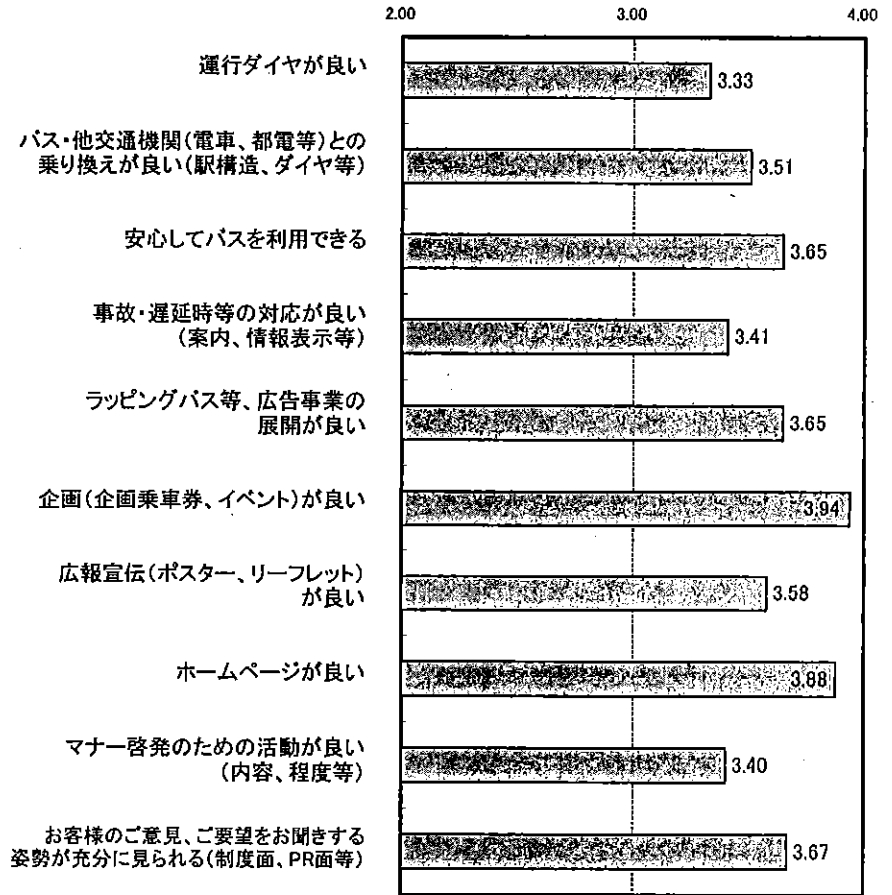 2.00 3.00 4.00
運行ダイヤが良い
3.33
バス・他交通機関(電車、都電等)との
乗り換えが良い(駅構造、ダイヤ等)
3.51
安心してバスを利用できる
3.65
事故・遅延時等の対応が良い
(案内、情報表示等)
3.41
ラッピングバス等、広告事業の
展開が良い
3.65
企画(企画乗車券、イベント)が良い
3.94
広報宣伝(ポスター、リーフレット)
が良い
3.58
ホームページが良い
3.88
マナー啓発のための活動が良い
(内容、程度等)
3.40
お客様のご意見、ご要望をお聞きする
姿勢が充分に見られる(制度面、PR面等)
3.67